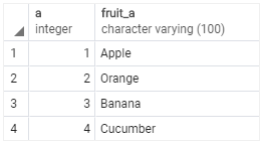 a fruit_a
integer character varying (100)
1 1 Apple
2 2 Orange
3 3 Banana
4 4 Cucumber